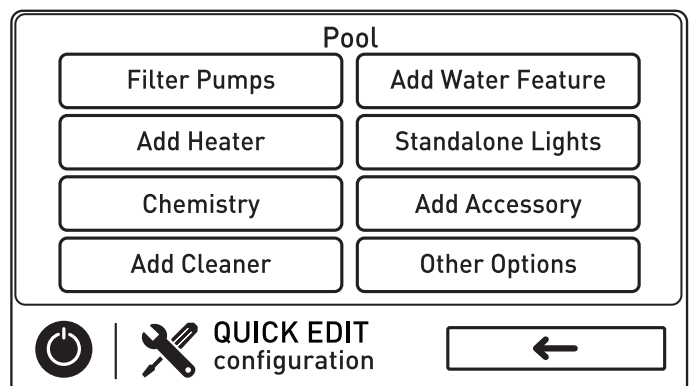 Pool
Filter Pumps
Add Water Feature
Add Heater
Standalone Lights
Chemistry
Add Accessory
Add Cleaner
Other Options
QUICK EDIT
configuration